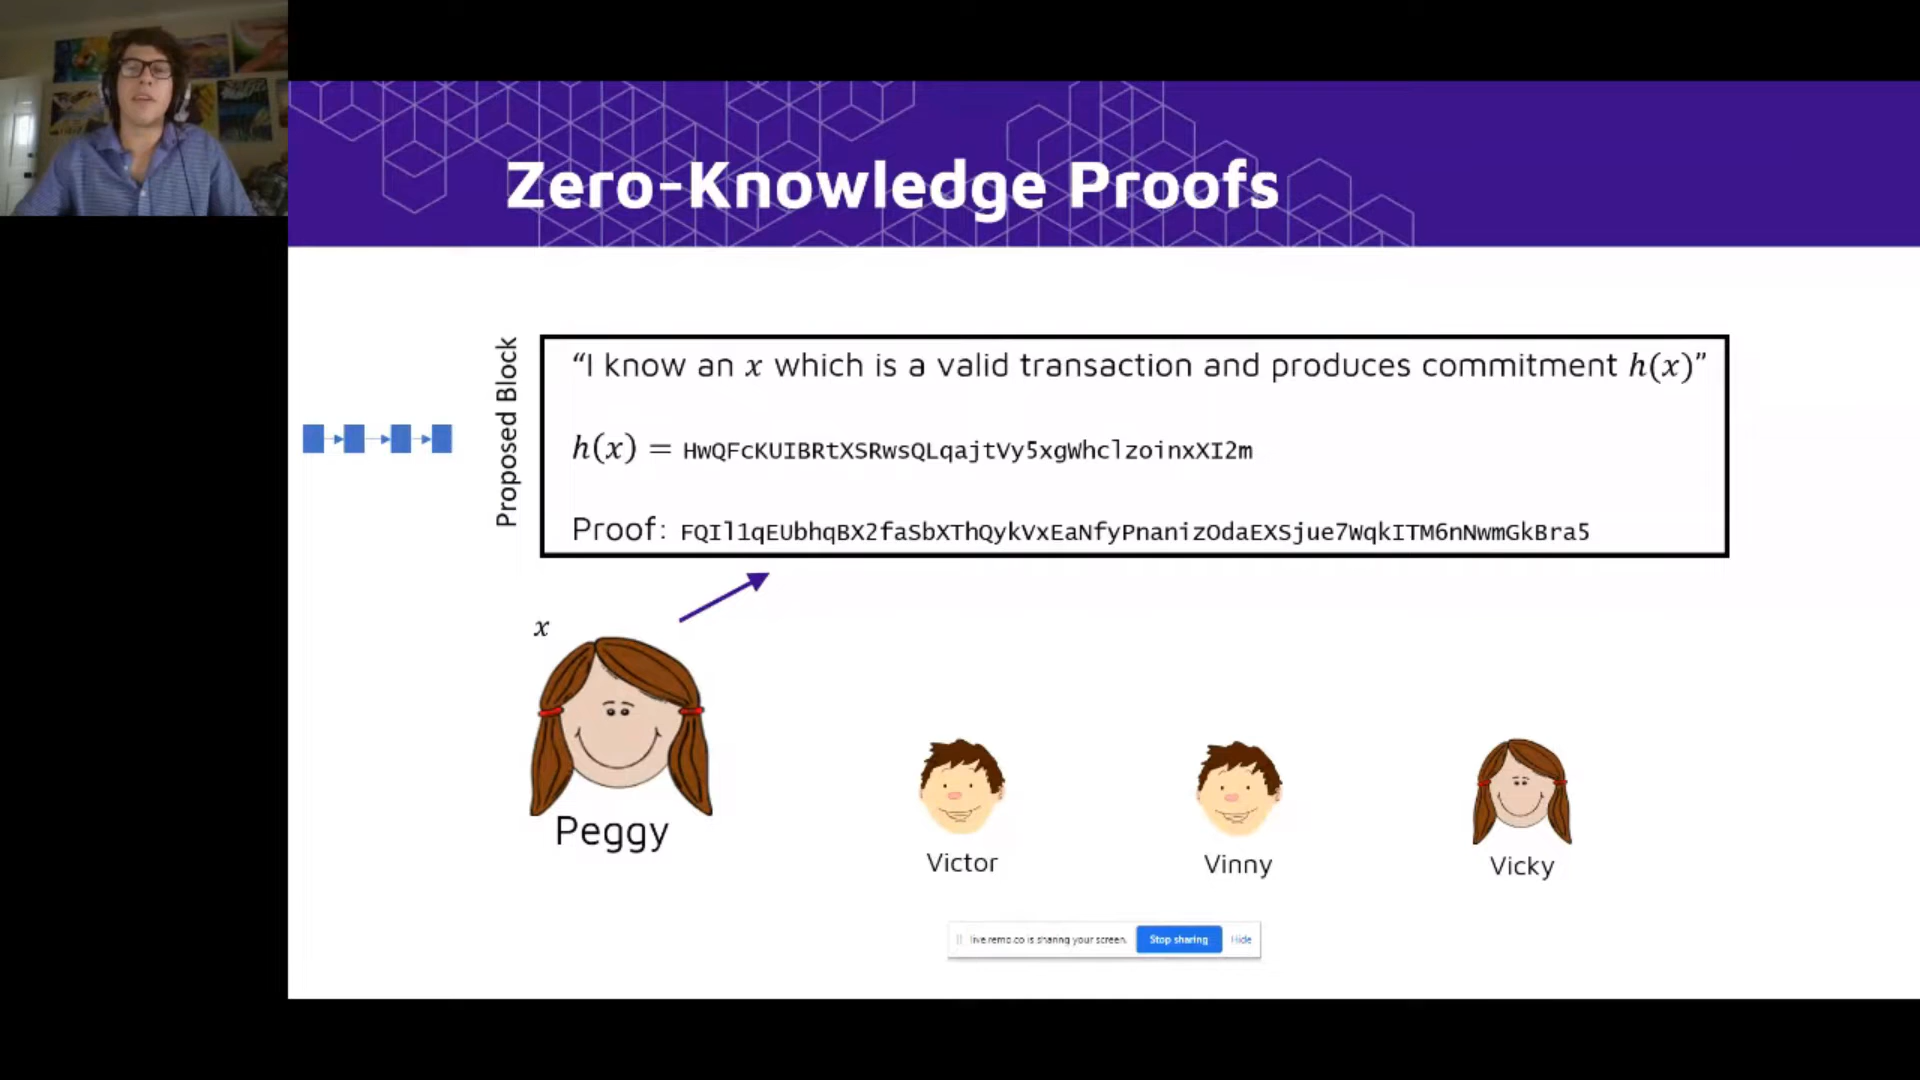 Zero-Knowledge Proofs
Proposed Block
“I know an x which is a valid transaction and produces commitment h(x)”
h(x) = HwQFcKUIBRtXSRwsQLqajtVy5xgWhclzoinxXI2m
Proof: FQIl1qEUbhqBX2faSbXThQykVxEaNfyPnanizOdaEXSjue7WqkITM6nNwmGkBra5
x
Peggy
Victor
Vinny
Vicky
live.remo.co is sharing your screen.
Stop sharing
Hide